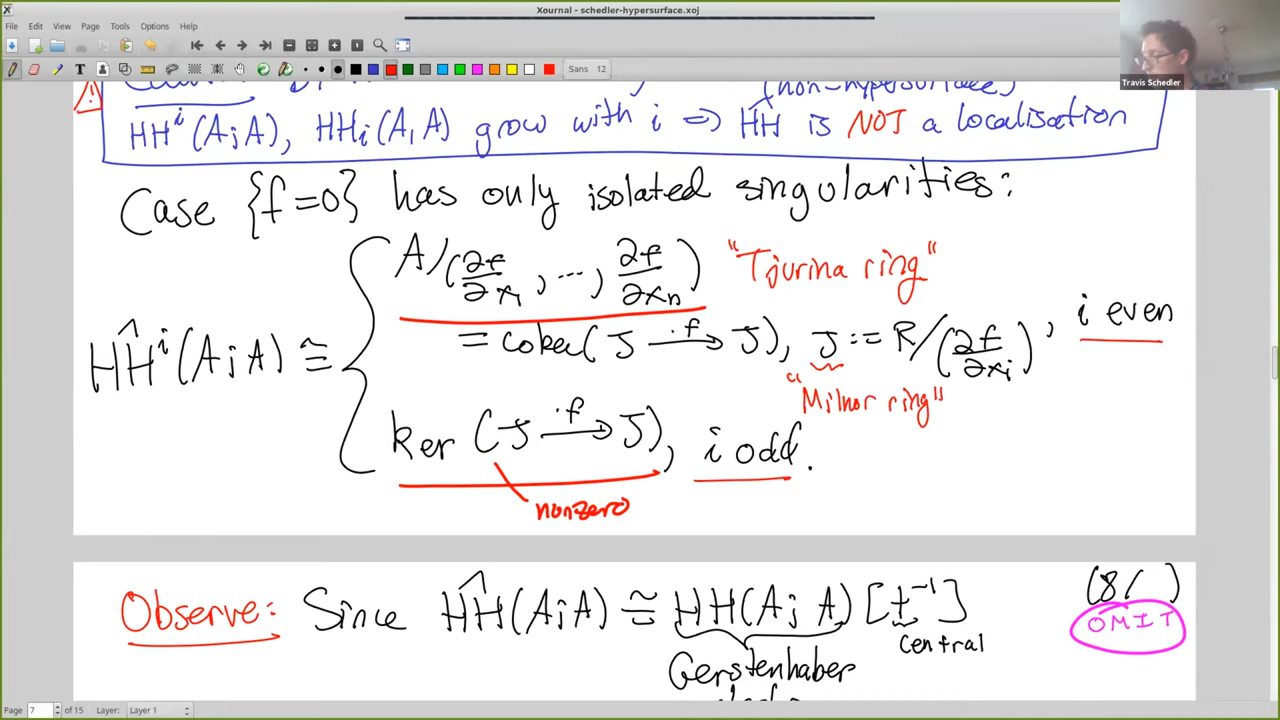 Xournal - schedler-hypersurface.xoj
File Edit View Page Tools Options Help
Sans 12
Travis Schedler
(non-hypersurface)
HH^i(A;A), HH_i(A,A) grow with i ⇒ ĤH is NOT a localisation
Case {f=0} has only isolated singularities:
A/(∂f/∂x_1, ..., ∂f/∂x_n) "Tjurina ring"
ĤH^i(A;A) ≅ = coker(J –·f→ J), J := R/(∂f/∂x_i), i even
"Milnor ring"
ker (J –·f→ J), i odd.
nonzero
Observe: Since ĤH(A;A) ≅ HH(A;A)[t^-1] (8/ )
OMIT
central
Gerstenhaber
Page 7 of 15 Layer: Layer 1